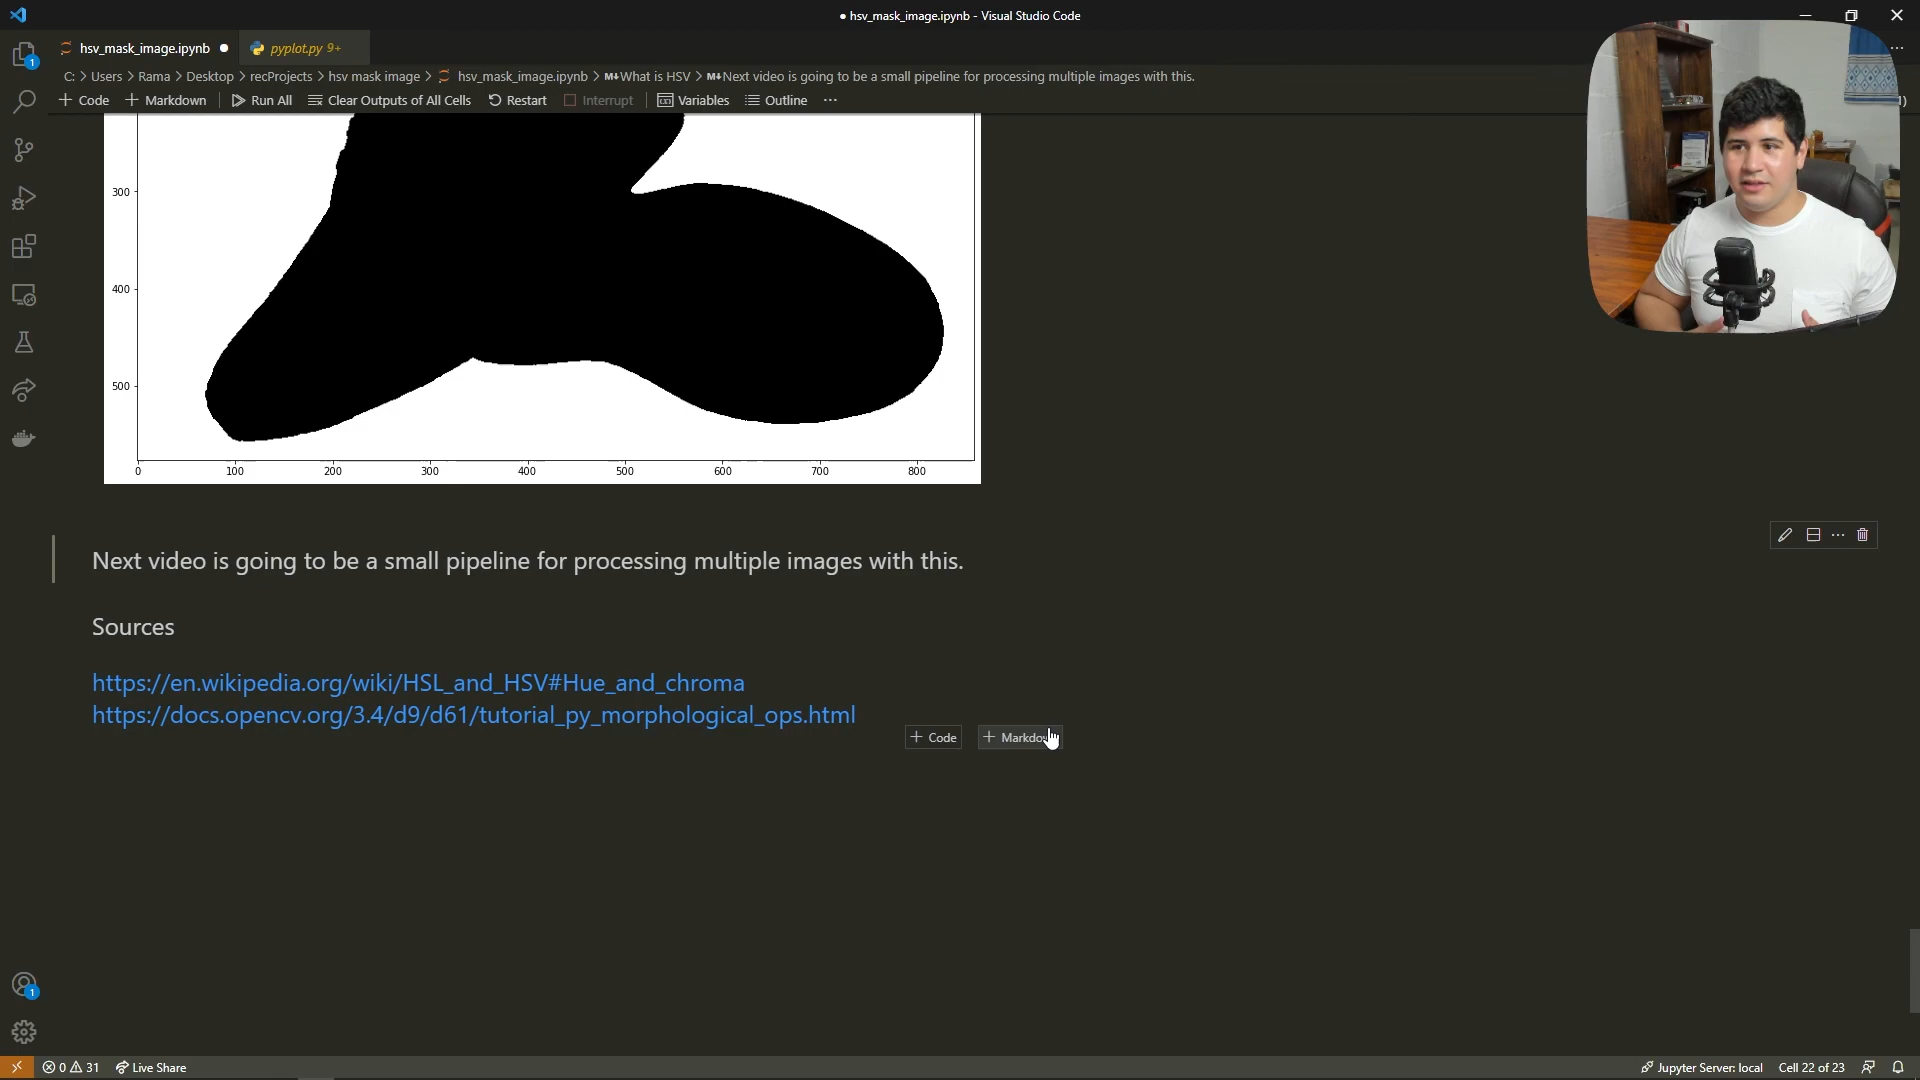 ● hsv_mask_image.ipynb - Visual Studio Code
hsv_mask_image.ipynb ●
pyplot.py 9+
C: > Users > Rama > Desktop > recProjects > hsv mask image > hsv_mask_image.ipynb > M↓What is HSV > M↓Next video is going to be a small pipeline for processing multiple images with this.
+ Code + Markdown Run All Clear Outputs of All Cells Restart Interrupt Variables Outline ...
300
400
500
0 100 200 300 400 500 600 700 800
Next video is going to be a small pipeline for processing multiple images with this.
Sources
https://en.wikipedia.org/wiki/HSL_and_HSV#Hue_and_chroma
https://docs.opencv.org/3.4/d9/d61/tutorial_py_morphological_ops.html
+ Code
1
1
0 31 Live Share
Jupyter Server: local Cell 22 of 23